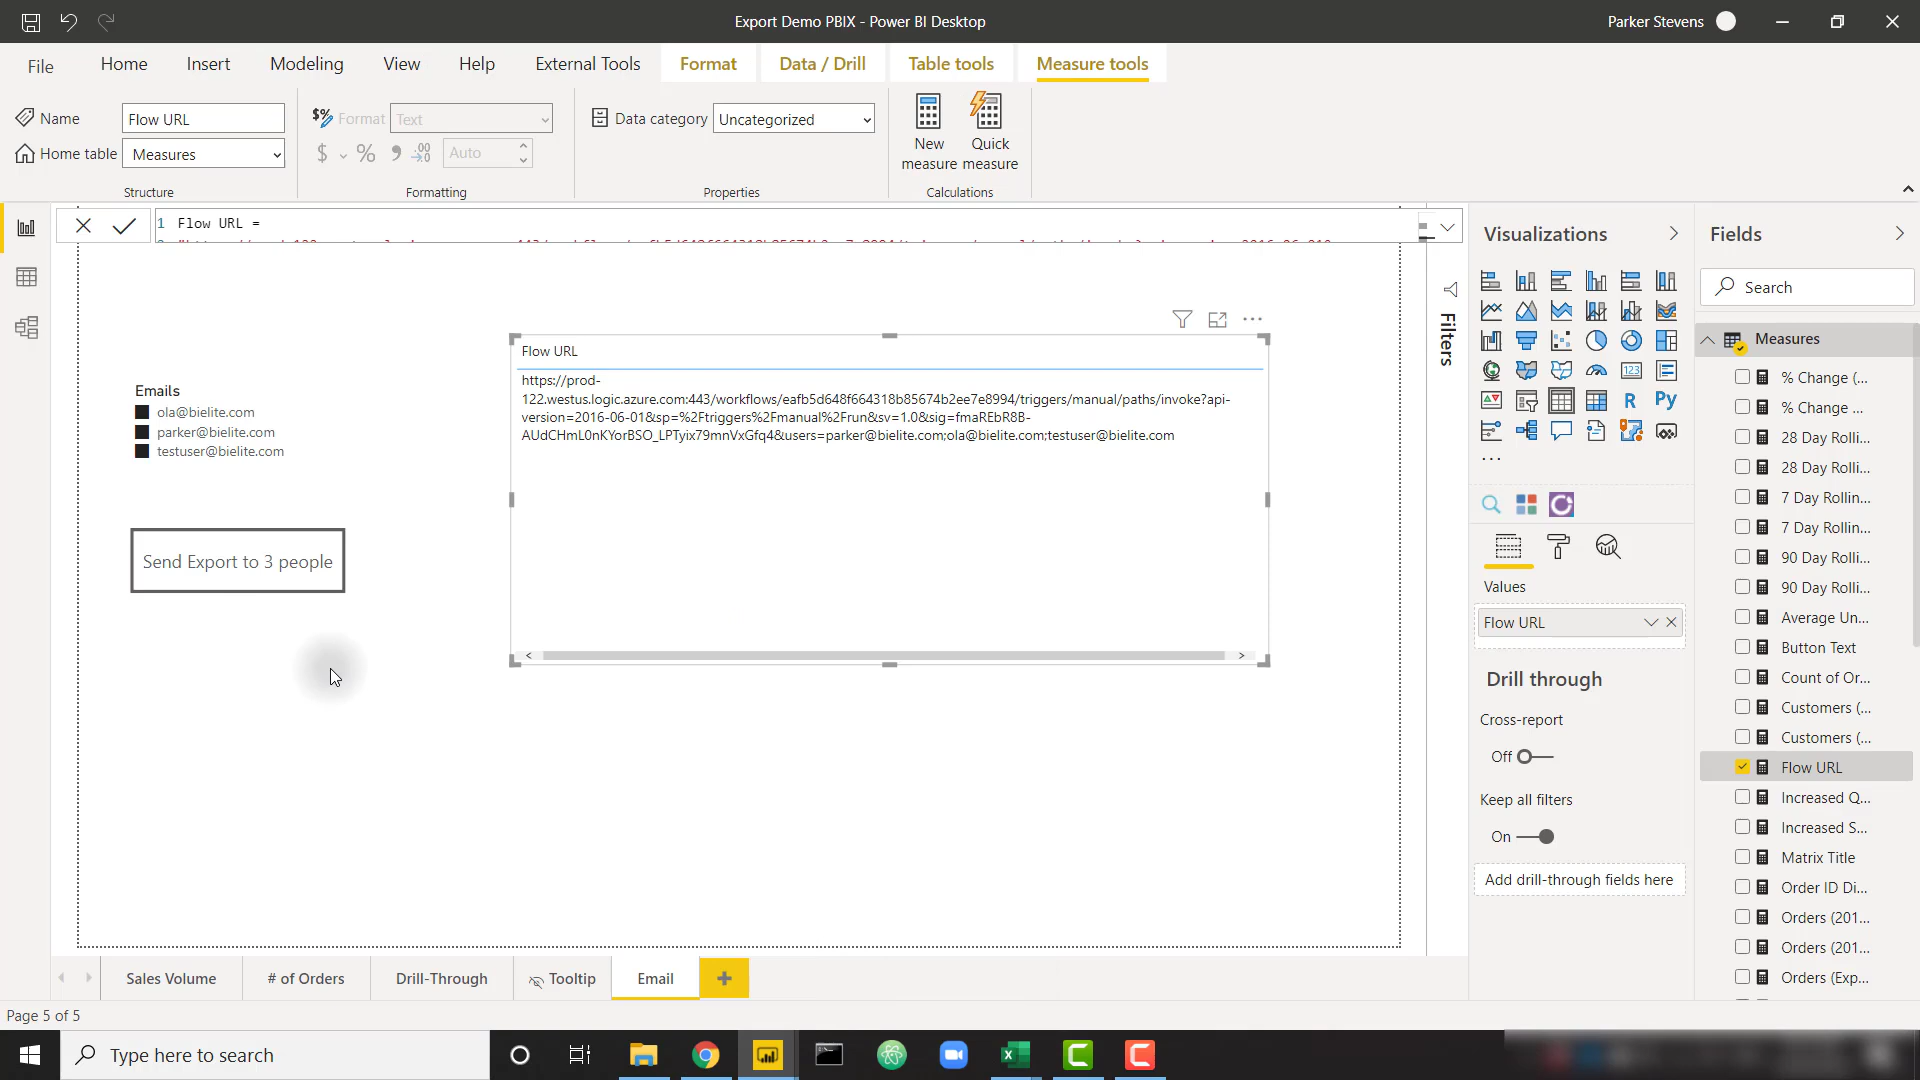 Export Demo PBIX - Power BI Desktop
Parker Stevens
File
Home
Insert
Modeling
View
Help
External Tools
Format
Data / Drill
Table tools
Measure tools
Name
Flow URL
Home table
Measures
Structure
$% Format
Text
$ % , .00
Auto
Formatting
Data category
Uncategorized
Properties
New measure
Quick measure
Calculations
1 Flow URL =
Emails
ola@bielite.com
parker@bielite.com
testuser@bielite.com
Send Export to 3 people
Flow URL
https://prod-
122.westus.logic.azure.com:443/workflows/eafb5d648f664318b85674b2ee7e8994/triggers/manual/paths/invoke?api-
version=2016-06-01&sp=%2Ftriggers%2Fmanual%2Frun&sv=1.0&sig=fmaREbR8B-
AUdCHmL0nKYorBSO_LPTyix79mnVxGfq4&users=parker@bielite.com;ola@bielite.com;testuser@bielite.com
Filters
Visualizations
123
R
Py
Values
Flow URL
Drill through
Cross-report
Off
Keep all filters
On
Add drill-through fields here
Fields
Search
Measures
% Change (...
% Change ...
28 Day Rolli...
28 Day Rolli...
7 Day Rollin...
7 Day Rollin...
90 Day Rolli...
90 Day Rolli...
Average Un...
Button Text
Count of Or...
Customers (...
Customers (...
Flow URL
Increased Q...
Increased S...
Matrix Title
Order ID Di...
Orders (201...
Orders (201...
Orders (Exp...
Sales Volume
# of Orders
Drill-Through
Tooltip
Email
Page 5 of 5
Type here to search